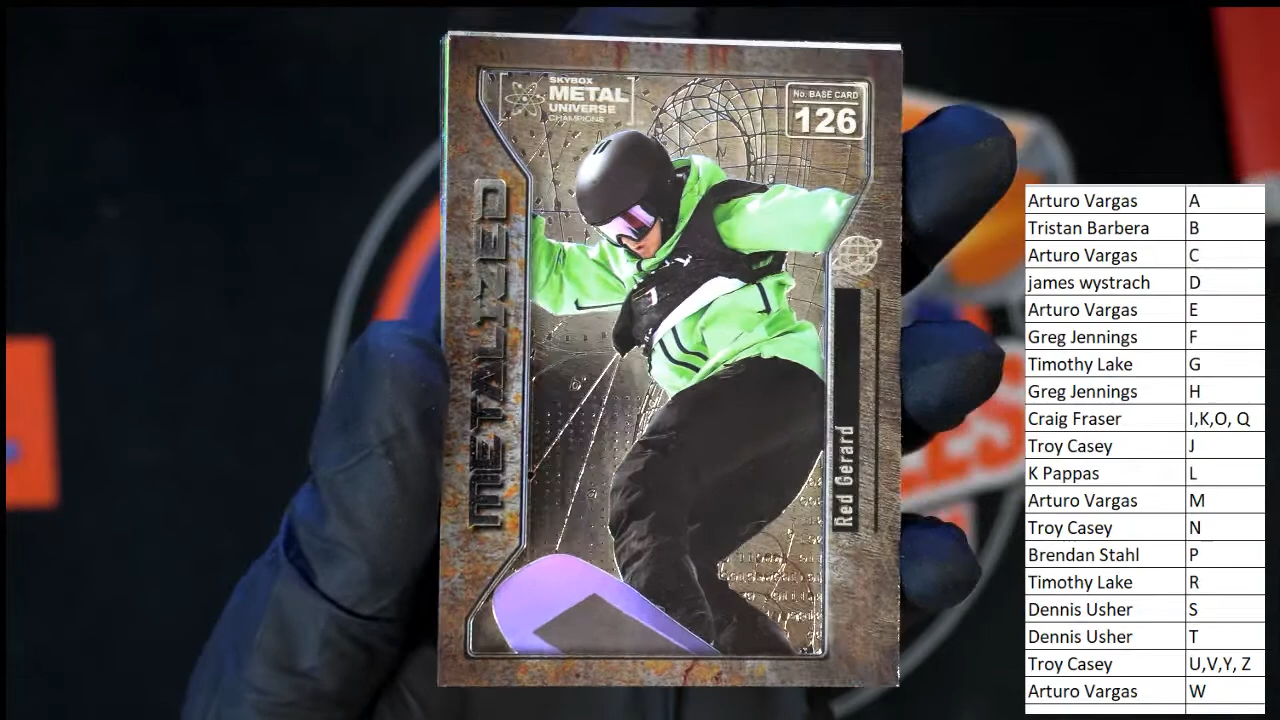 SKYBOX
METAL
UNIVERSE
CHAMPIONS
No. BASE CARD
126
METALIZED
Red Gerard
Arturo Vargas A
Tristan Barbera B
Arturo Vargas C
james wystrach D
Arturo Vargas E
Greg Jennings F
Timothy Lake G
Greg Jennings H
Craig Fraser I,K,O, Q
Troy Casey J
K Pappas L
Arturo Vargas M
Troy Casey N
Brendan Stahl P
Timothy Lake R
Dennis Usher S
Dennis Usher T
Troy Casey U,V,Y, Z
Arturo Vargas W